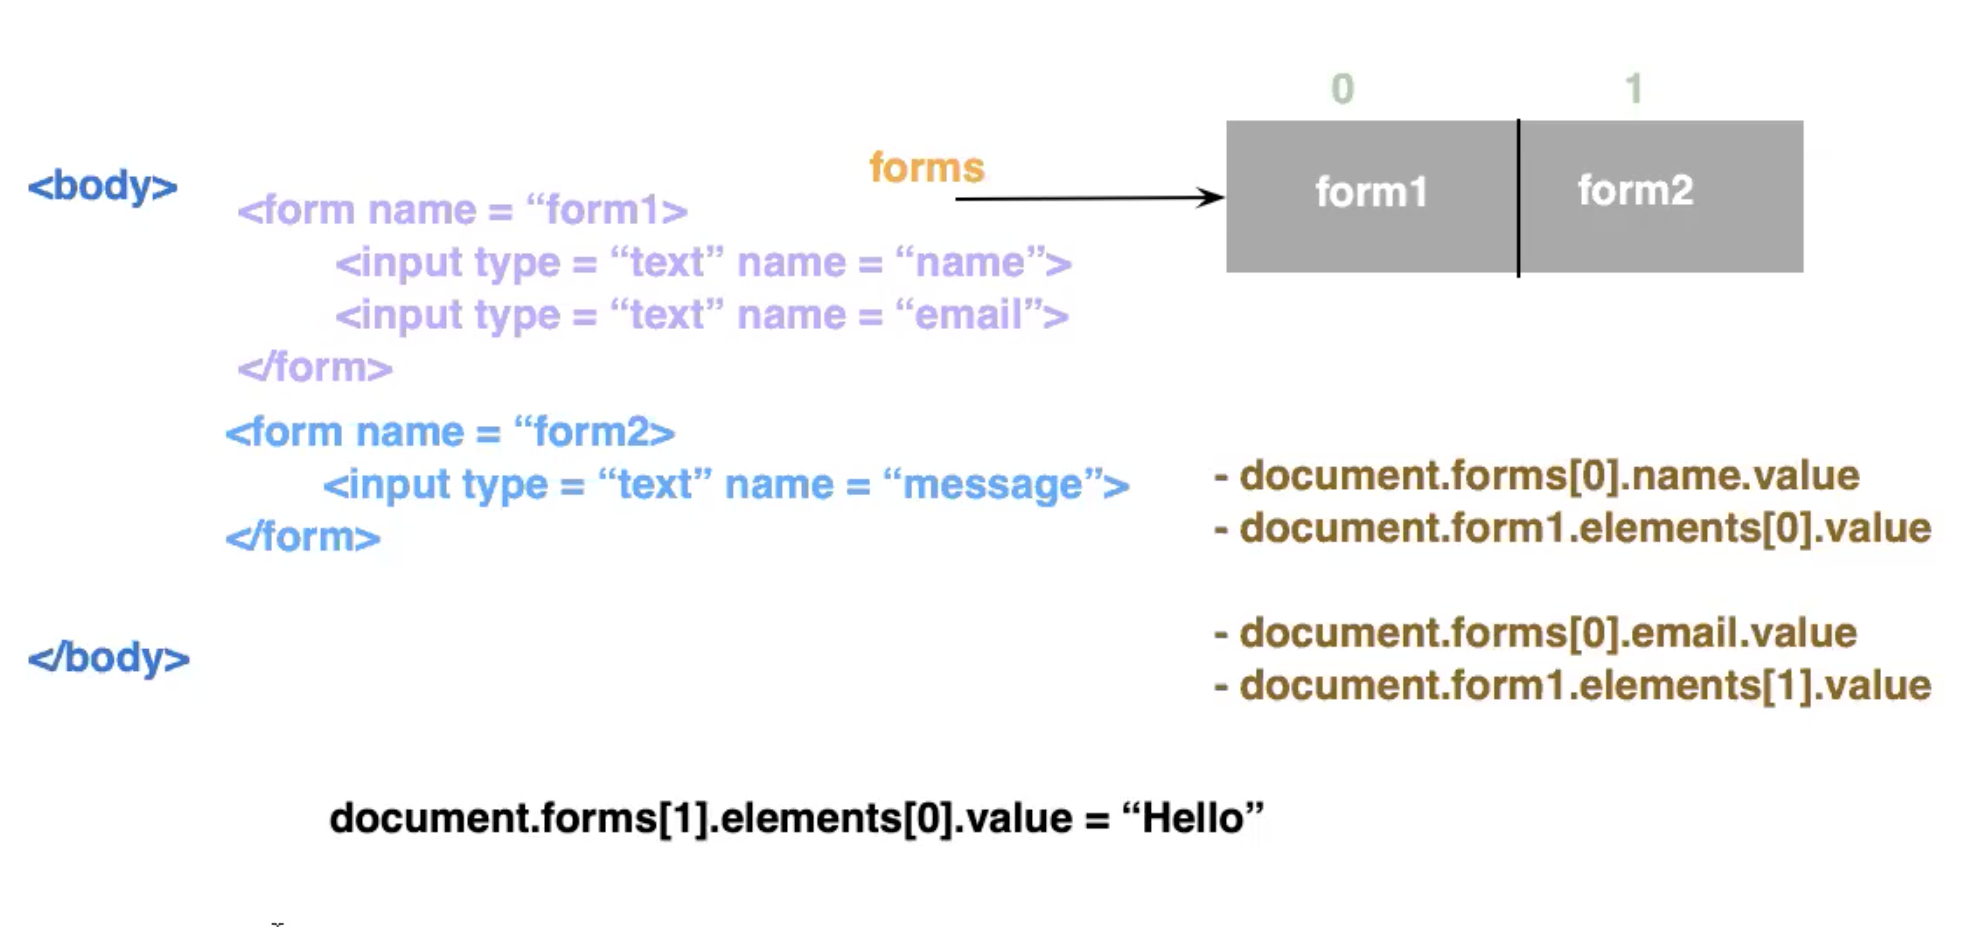 0 1
forms
form1 form2
<body>
<form name = “form1>
<input type = “text” name = “name”>
<input type = “text” name = “email”>
</form>
<form name = “form2>
<input type = “text” name = “message”>
</form>
</body>
- document.forms[0].name.value
- document.form1.elements[0].value
- document.forms[0].email.value
- document.form1.elements[1].value
document.forms[1].elements[0].value = “Hello”